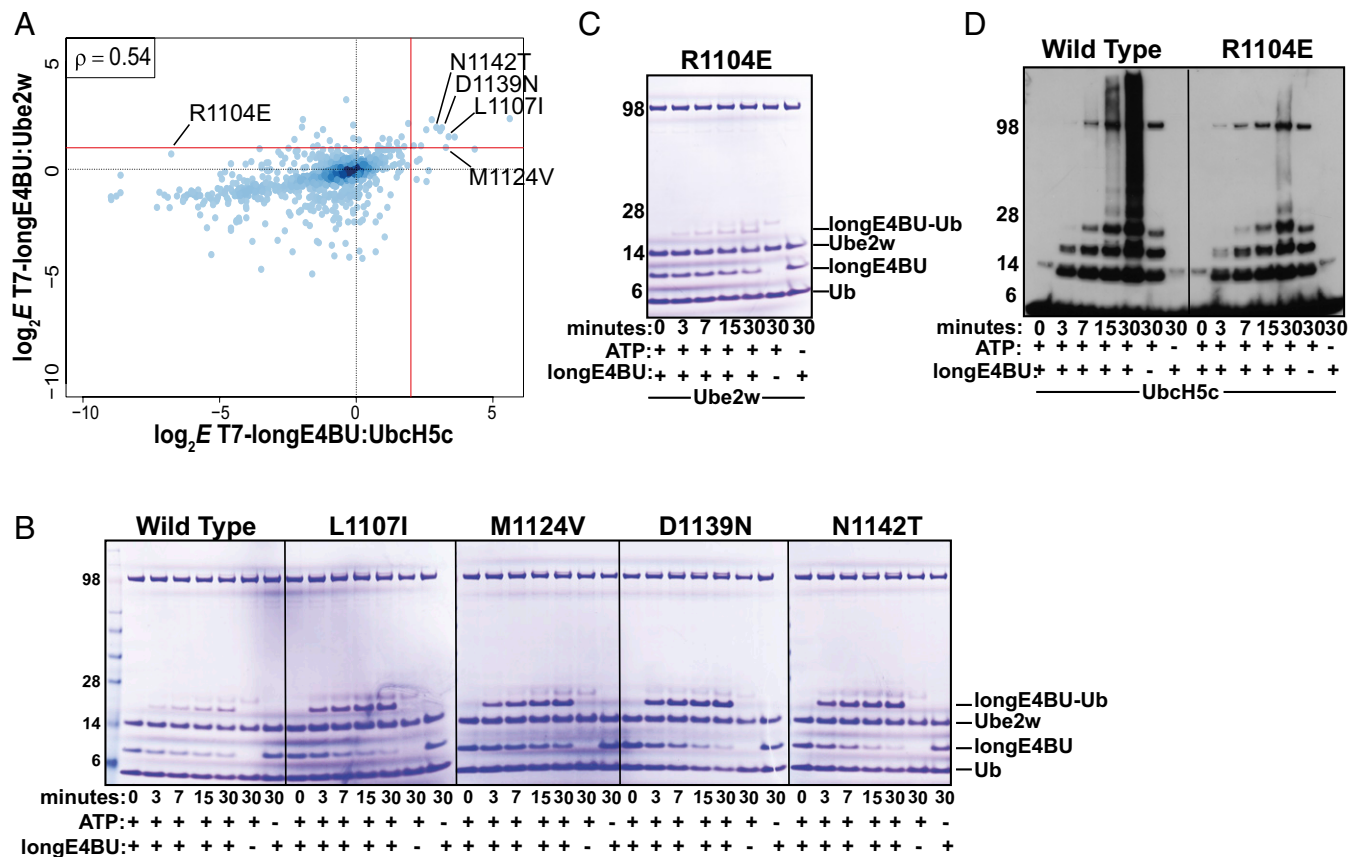 A
ρ = 0.54
N1142T
D1139N
L1107I
R1104E
M1124V
5
0
−5
−10
log2E T7-longE4BU:Ube2w
−10 −5 0 5
log2E T7-longE4BU:UbcH5c
C
R1104E
98
28
14
6
longE4BU-Ub
Ube2w
longE4BU
Ub
minutes: 0 3 7 15 30 30 30
ATP: + + + + + + -
longE4BU: + + + + + - +
Ube2w
D
Wild Type R1104E
98
28
14
6
minutes: 0 3 7 15 30 30 30 0 3 7 15 30 30 30
ATP: + + + + + + - + + + + + + -
longE4BU: + + + + + - + + + + + + - +
UbcH5c
B
Wild Type L1107I M1124V D1139N N1142T
98
28
14
6
longE4BU-Ub
Ube2w
longE4BU
Ub
minutes: 0 3 7 15 30 30 30 0 3 7 15 30 30 30 0 3 7 15 30 30 30 0 3 7 15 30 30 30 0 3 7 15 30 30 30
ATP: + + + + + + - + + + + + + - + + + + + + - + + + + + + - + + + + + + -
longE4BU: + + + + + - + + + + + + - + + + + + + - + + + + + + - + + + + + + - +